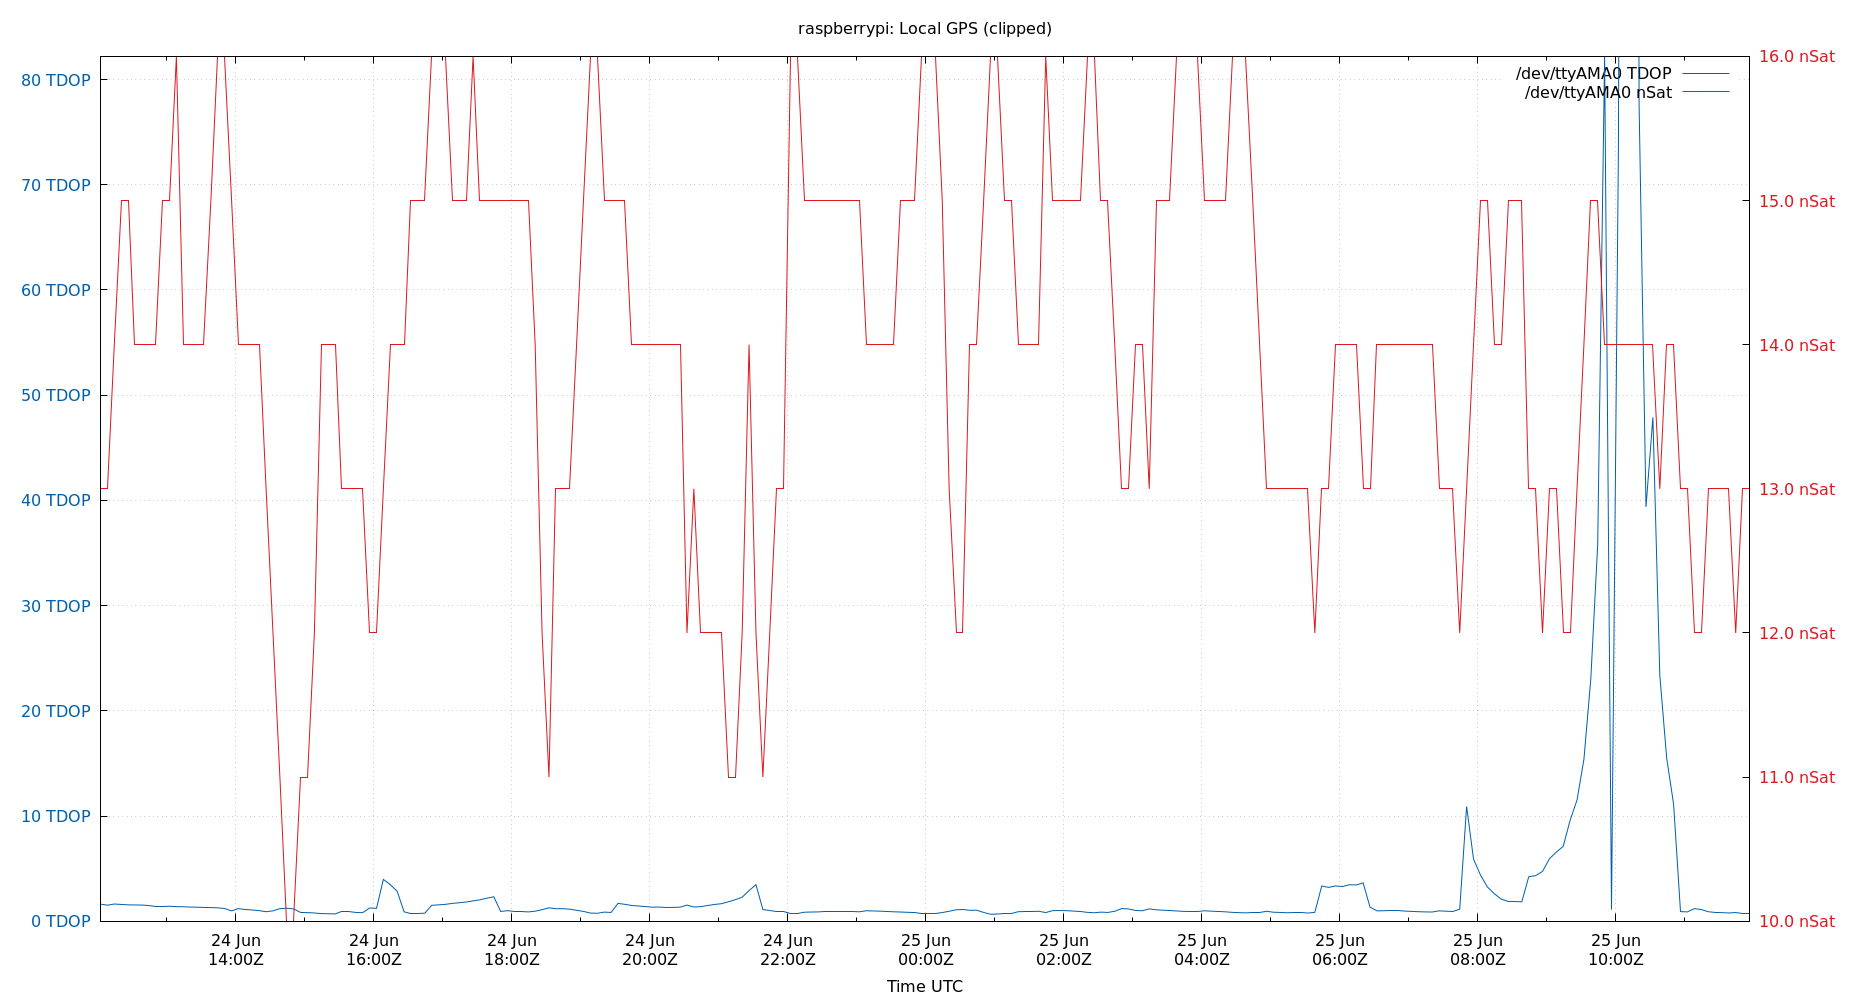 raspberrypi: Local GPS (clipped)
80 TDOP
70 TDOP
60 TDOP
50 TDOP
40 TDOP
30 TDOP
20 TDOP
10 TDOP
0 TDOP
/dev/ttyAMA0 TDOP
/dev/ttyAMA0 nSat
16.0 nSat
15.0 nSat
14.0 nSat
13.0 nSat
12.0 nSat
11.0 nSat
10.0 nSat
24 Jun 24 Jun 24 Jun 24 Jun 24 Jun 25 Jun 25 Jun 25 Jun 25 Jun 25 Jun 25 Jun
14:00Z 16:00Z 18:00Z 20:00Z 22:00Z 00:00Z 02:00Z 04:00Z 06:00Z 08:00Z 10:00Z
Time UTC